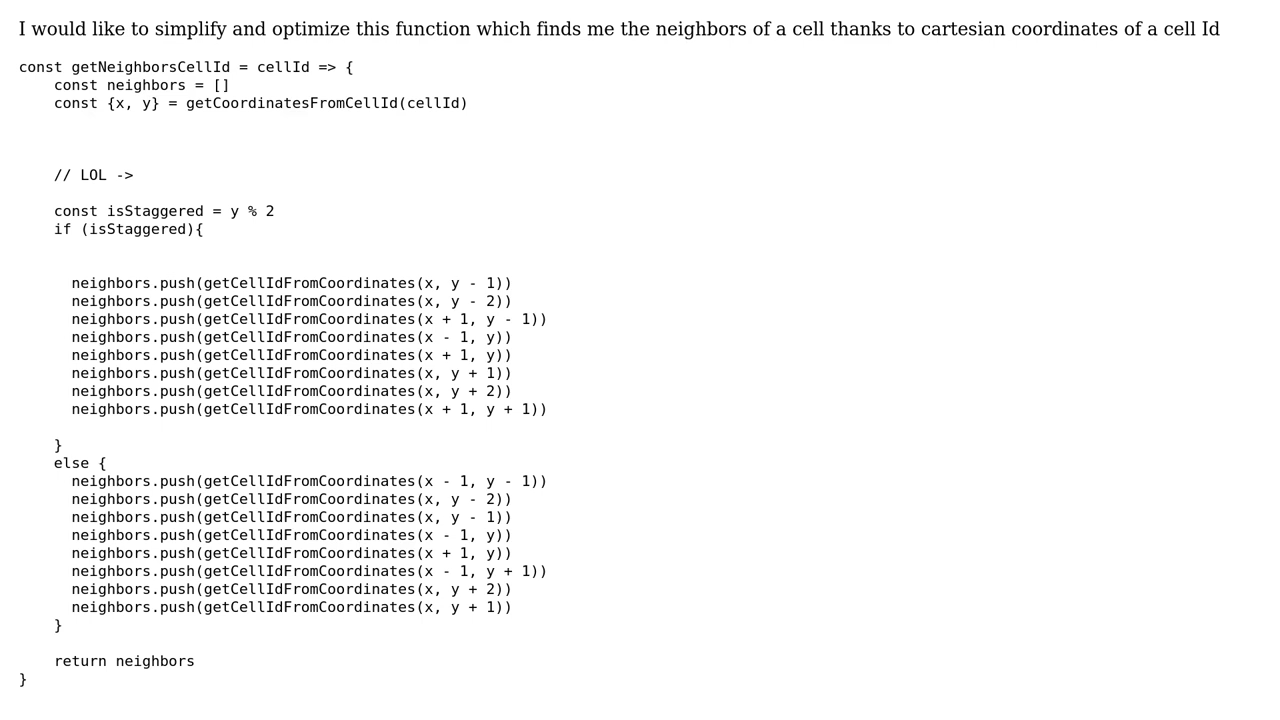 I would like to simplify and optimize this function which finds me the neighbors of a cell thanks to cartesian coordinates of a cell Id
const getNeighborsCellId = cellId => {
    const neighbors = []
    const {x, y} = getCoordinatesFromCellId(cellId)
    // LOL ->
    const isStaggered = y % 2
    if (isStaggered){
      neighbors.push(getCellIdFromCoordinates(x, y - 1))
      neighbors.push(getCellIdFromCoordinates(x, y - 2))
      neighbors.push(getCellIdFromCoordinates(x + 1, y - 1))
      neighbors.push(getCellIdFromCoordinates(x - 1, y))
      neighbors.push(getCellIdFromCoordinates(x + 1, y))
      neighbors.push(getCellIdFromCoordinates(x, y + 1))
      neighbors.push(getCellIdFromCoordinates(x, y + 2))
      neighbors.push(getCellIdFromCoordinates(x + 1, y + 1))
    }
    else {
      neighbors.push(getCellIdFromCoordinates(x - 1, y - 1))
      neighbors.push(getCellIdFromCoordinates(x, y - 2))
      neighbors.push(getCellIdFromCoordinates(x, y - 1))
      neighbors.push(getCellIdFromCoordinates(x - 1, y))
      neighbors.push(getCellIdFromCoordinates(x + 1, y))
      neighbors.push(getCellIdFromCoordinates(x - 1, y + 1))
      neighbors.push(getCellIdFromCoordinates(x, y + 2))
      neighbors.push(getCellIdFromCoordinates(x, y + 1))
    }
    return neighbors
}